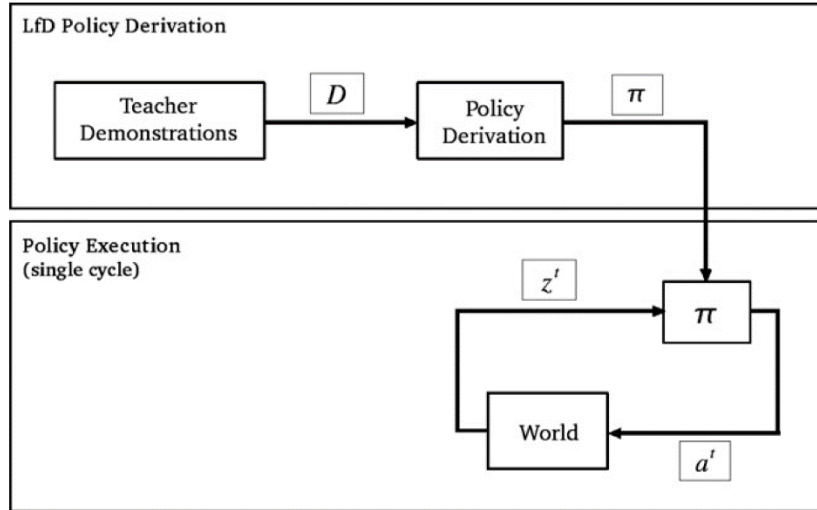 LfD Policy Derivation
Teacher
Demonstrations
D
Policy
Derivation
π
Policy Execution
(single cycle)
z^t
π
World
a^t